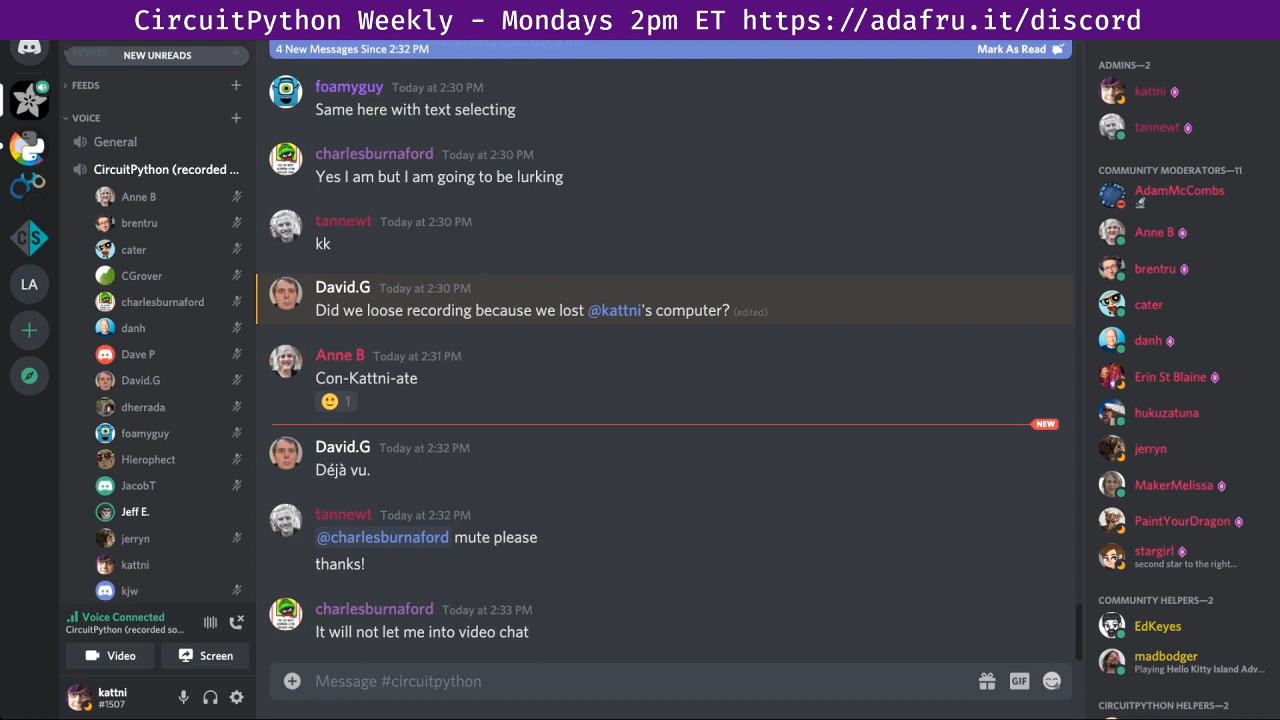 CircuitPython Weekly - Mondays 2pm ET https://adafru.it/discord
NEW UNREADS
FEEDS
VOICE
General
CircuitPython (recorded ...
Anne B
brentru
cater
CGrover
charlesburnaford
danh
Dave P
David.G
dherrada
foamyguy
Hierophect
JacobT
Jeff E.
jerryn
kattni
kjw
Voice Connected
CircuitPython (recorded so...
Video
Screen
kattni
#1507
LA
CS
4 New Messages Since 2:32 PM
Mark As Read
foamyguy Today at 2:30 PM
Same here with text selecting
charlesburnaford Today at 2:30 PM
Yes I am but I am going to be lurking
tannewt Today at 2:30 PM
kk
David.G Today at 2:30 PM
Did we loose recording because we lost @kattni's computer? (edited)
Anne B Today at 2:31 PM
Con-Kattni-ate
1
NEW
David.G Today at 2:32 PM
Déjà vu.
tannewt Today at 2:32 PM
@charlesburnaford mute please
thanks!
charlesburnaford Today at 2:33 PM
It will not let me into video chat
Message #circuitpython
GIF
ADMINS—2
kattni
tannewt
COMMUNITY MODERATORS—11
AdamMcCombs
Anne B
brentru
cater
danh
Erin St Blaine
hukuzatuna
jerryn
MakerMelissa
PaintYourDragon
stargirl
second star to the right...
COMMUNITY HELPERS—2
EdKeyes
madbodger
Playing Hello Kitty Island Adv...
CIRCUITPYTHON HELPERS—2